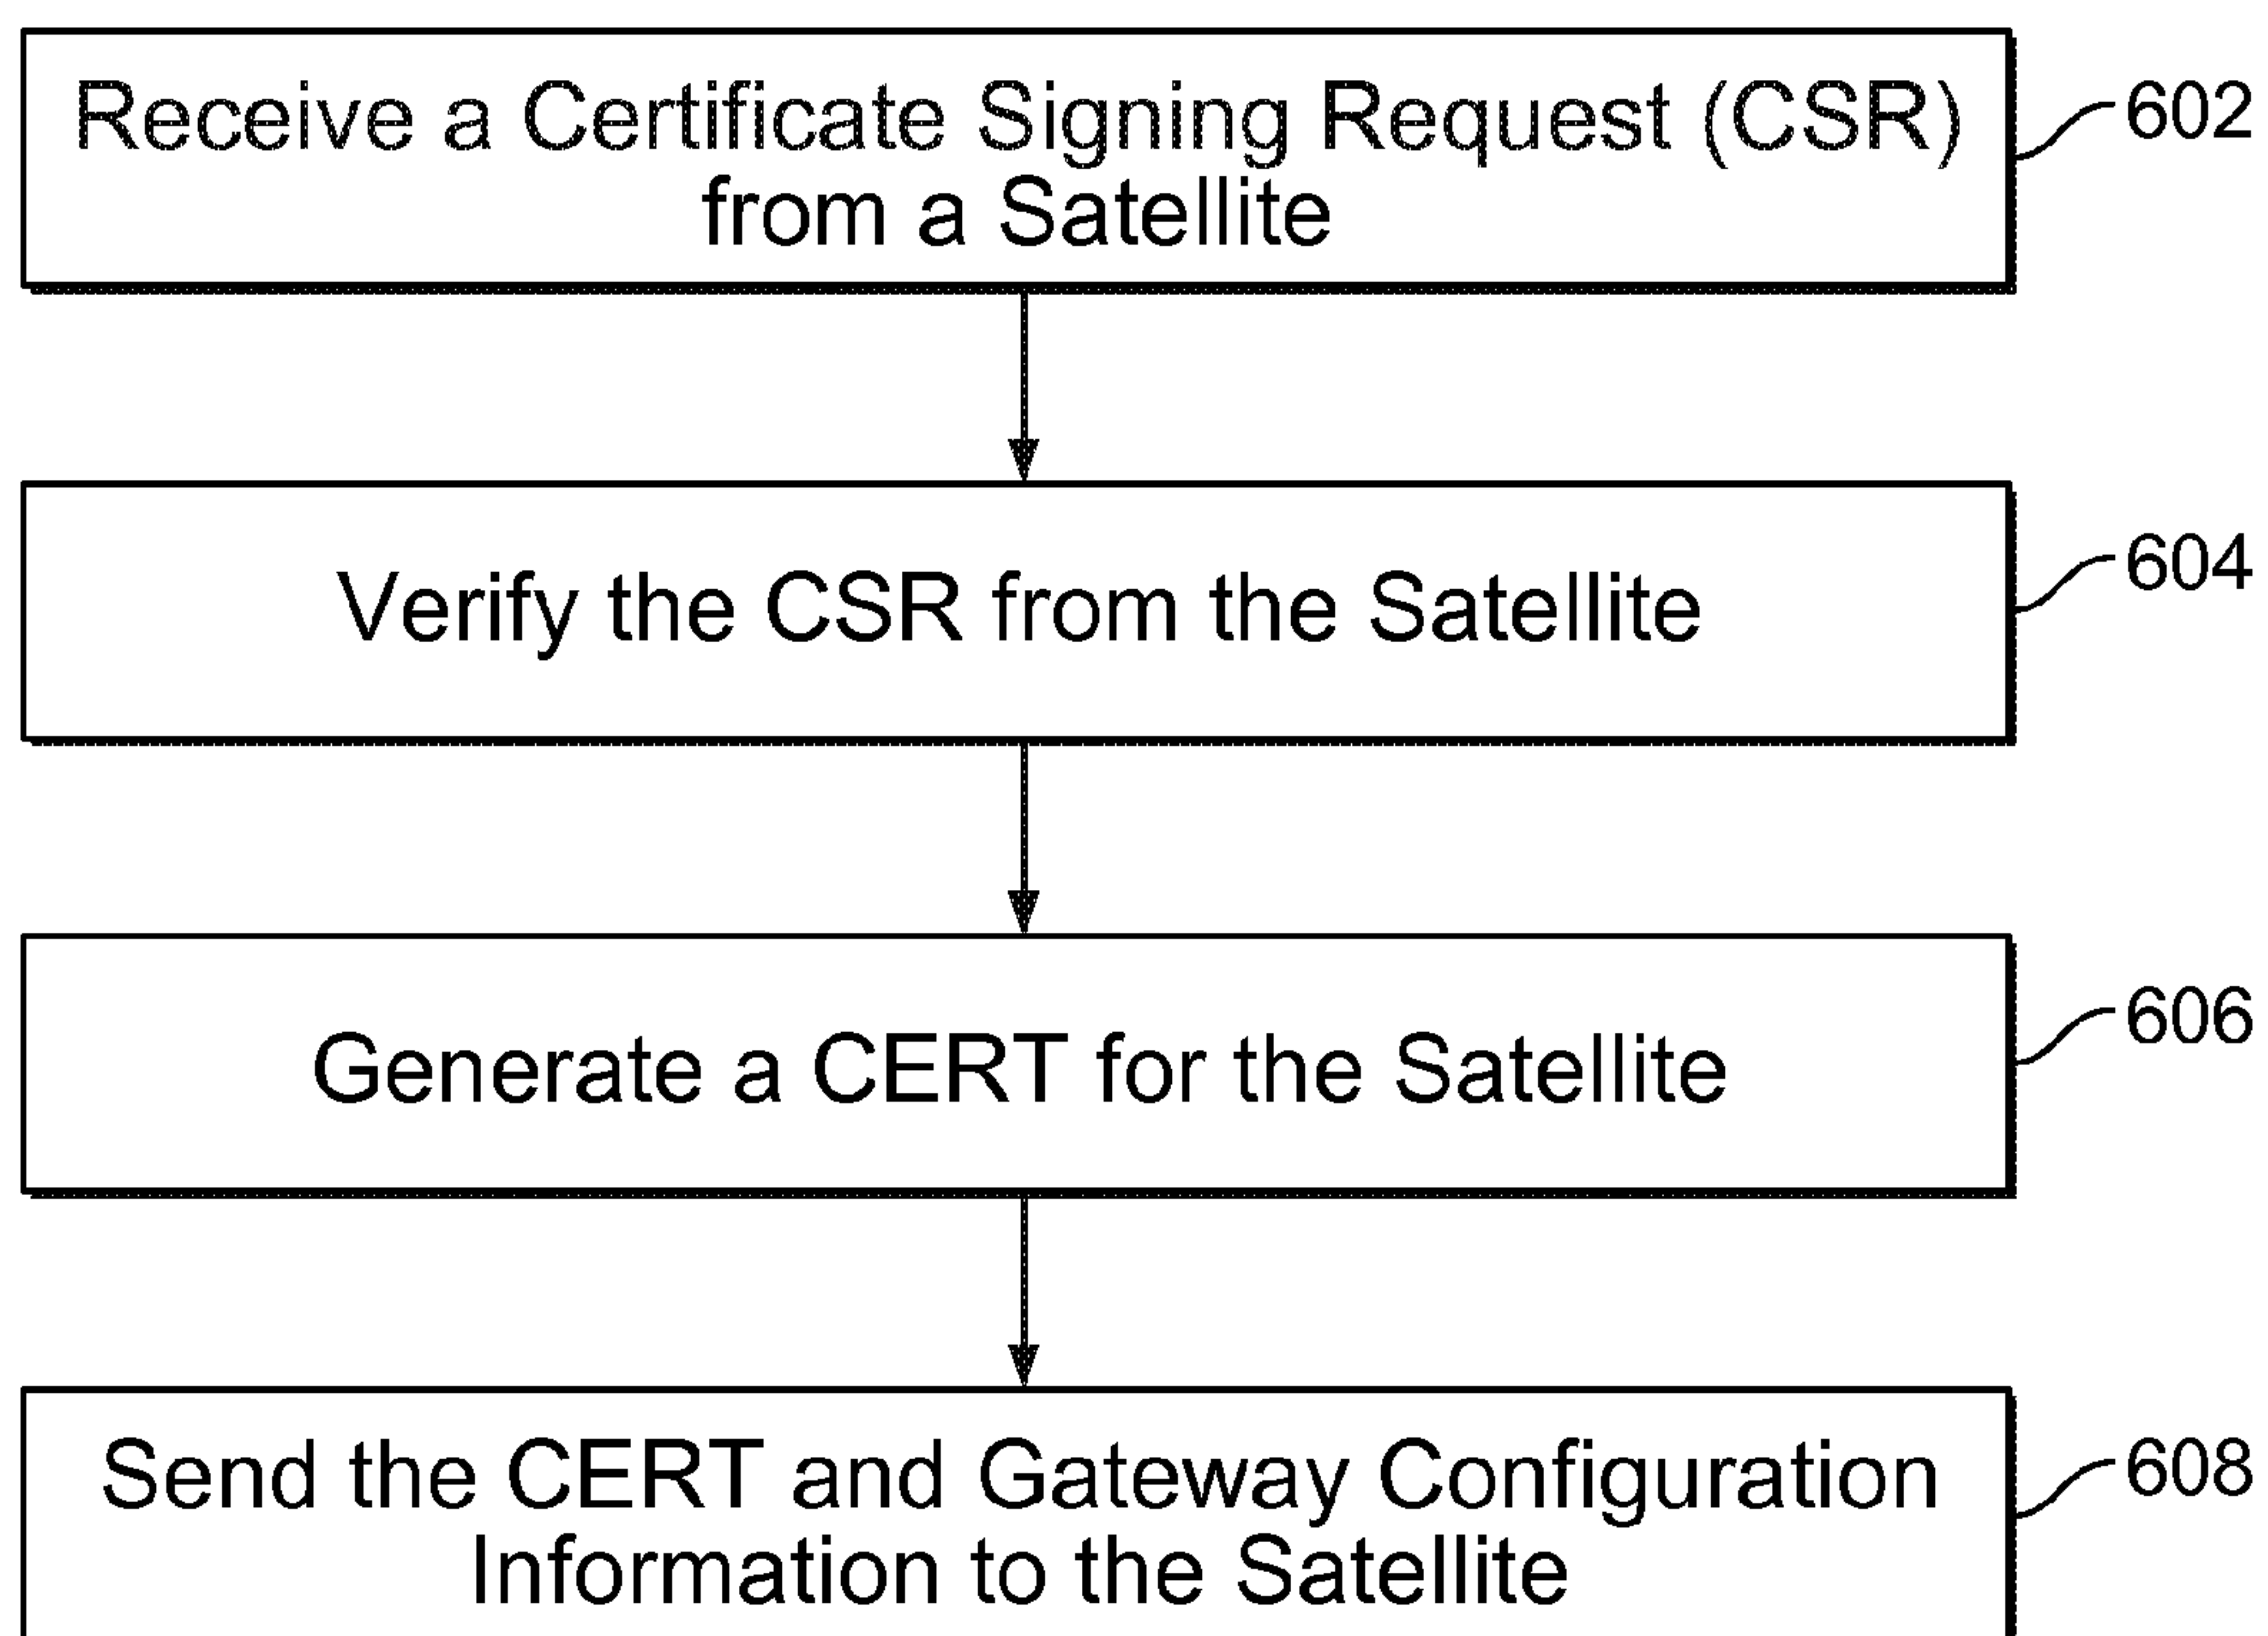 Receive a Certificate Signing Request (CSR)
from a Satellite
602
Verify the CSR from the Satellite
604
Generate a CERT for the Satellite
606
Send the CERT and Gateway Configuration
Information to the Satellite
608